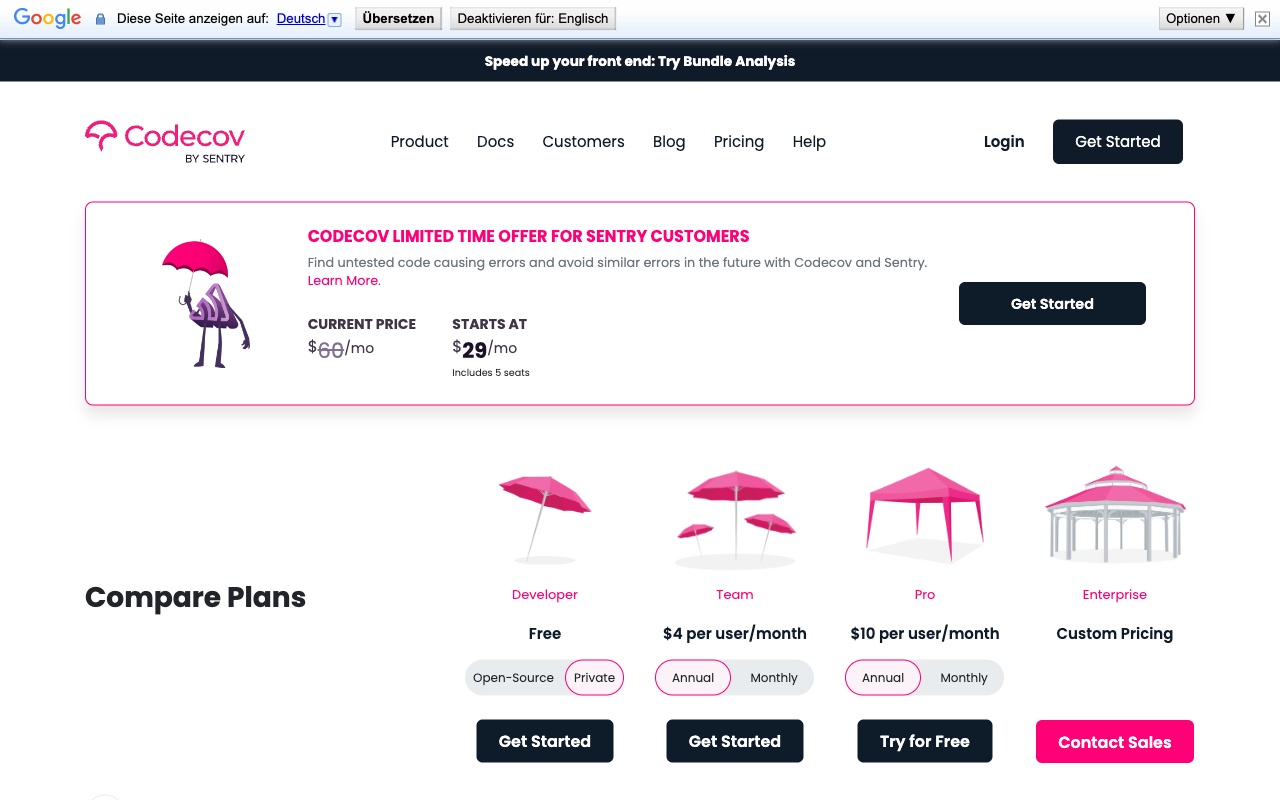 Google Diese Seite anzeigen auf: Deutsch Übersetzen Deaktivieren für: Englisch Optionen ▼
Speed up your front end: Try Bundle Analysis
Codecov
BY SENTRY
Product Docs Customers Blog Pricing Help Login Get Started
CODECOV LIMITED TIME OFFER FOR SENTRY CUSTOMERS
Find untested code causing errors and avoid similar errors in the future with Codecov and Sentry.
Learn More.
Get Started
CURRENT PRICE STARTS AT
$60/mo $29/mo
Includes 5 seats
Compare Plans
Developer Team Pro Enterprise
Free $4 per user/month $10 per user/month Custom Pricing
Open-Source Private Annual Monthly Annual Monthly
Get Started Get Started Try for Free Contact Sales